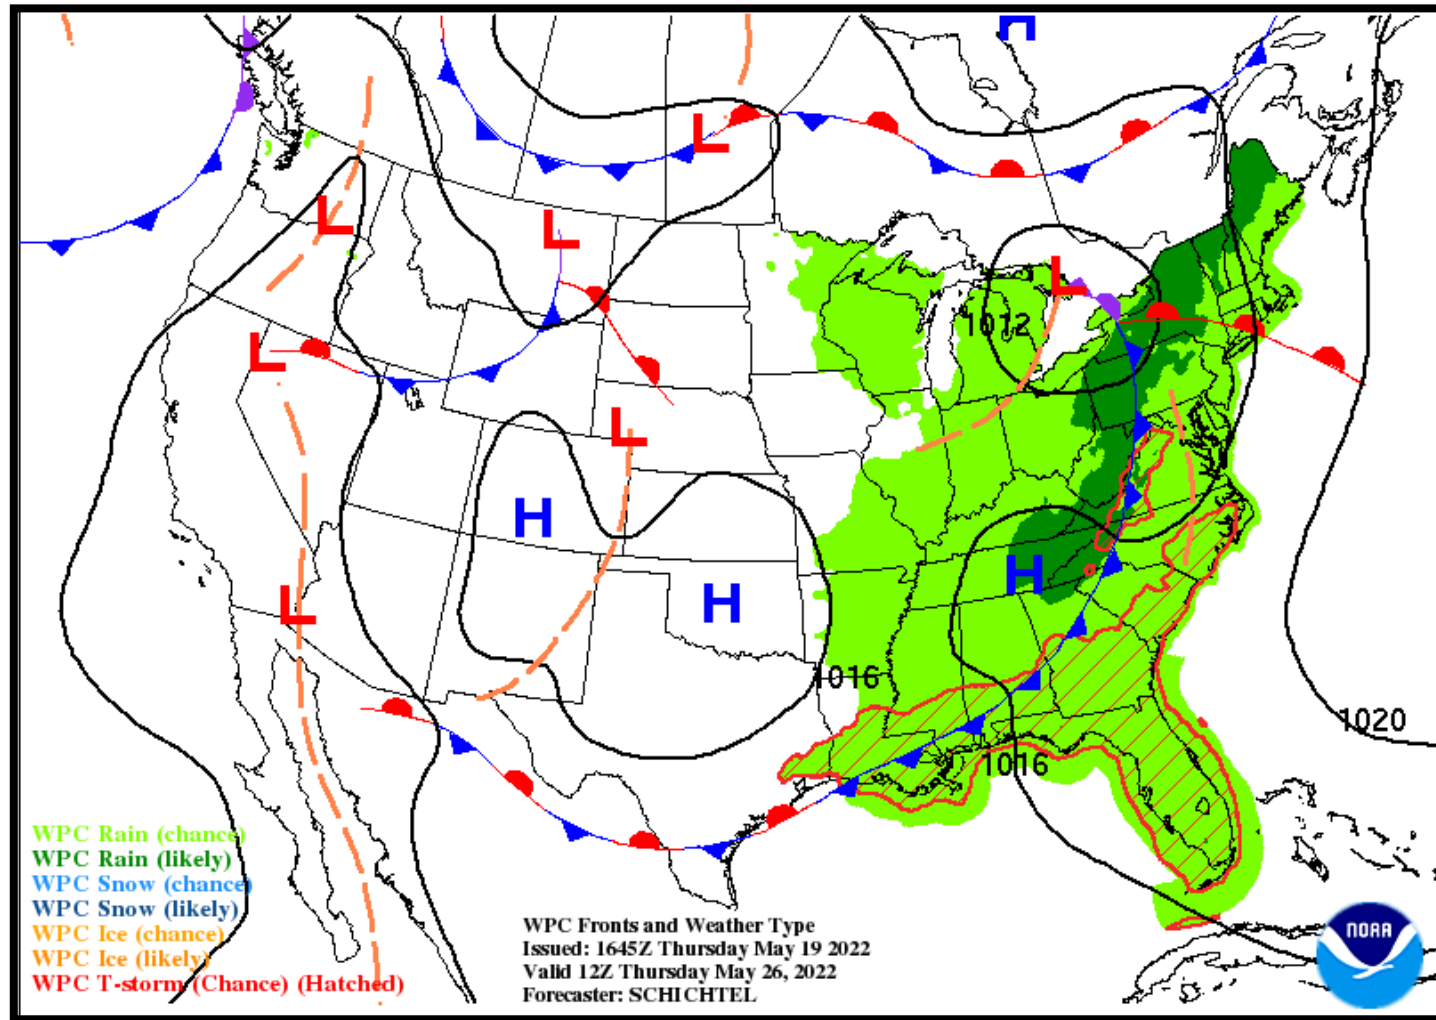 H
L
L
L
L
1012
L
L
H
H
H
L
1016
1020
1016
WPC Rain (chance)
WPC Rain (likely)
WPC Snow (chance)
WPC Snow (likely)
WPC Ice (chance)
WPC Ice (likely)
WPC T-storm (Chance) (Hatched)
WPC Fronts and Weather Type
Issued: 1645Z Thursday May 19 2022
Valid 12Z Thursday May 26, 2022
Forecaster: SCHICHTEL
NOAA